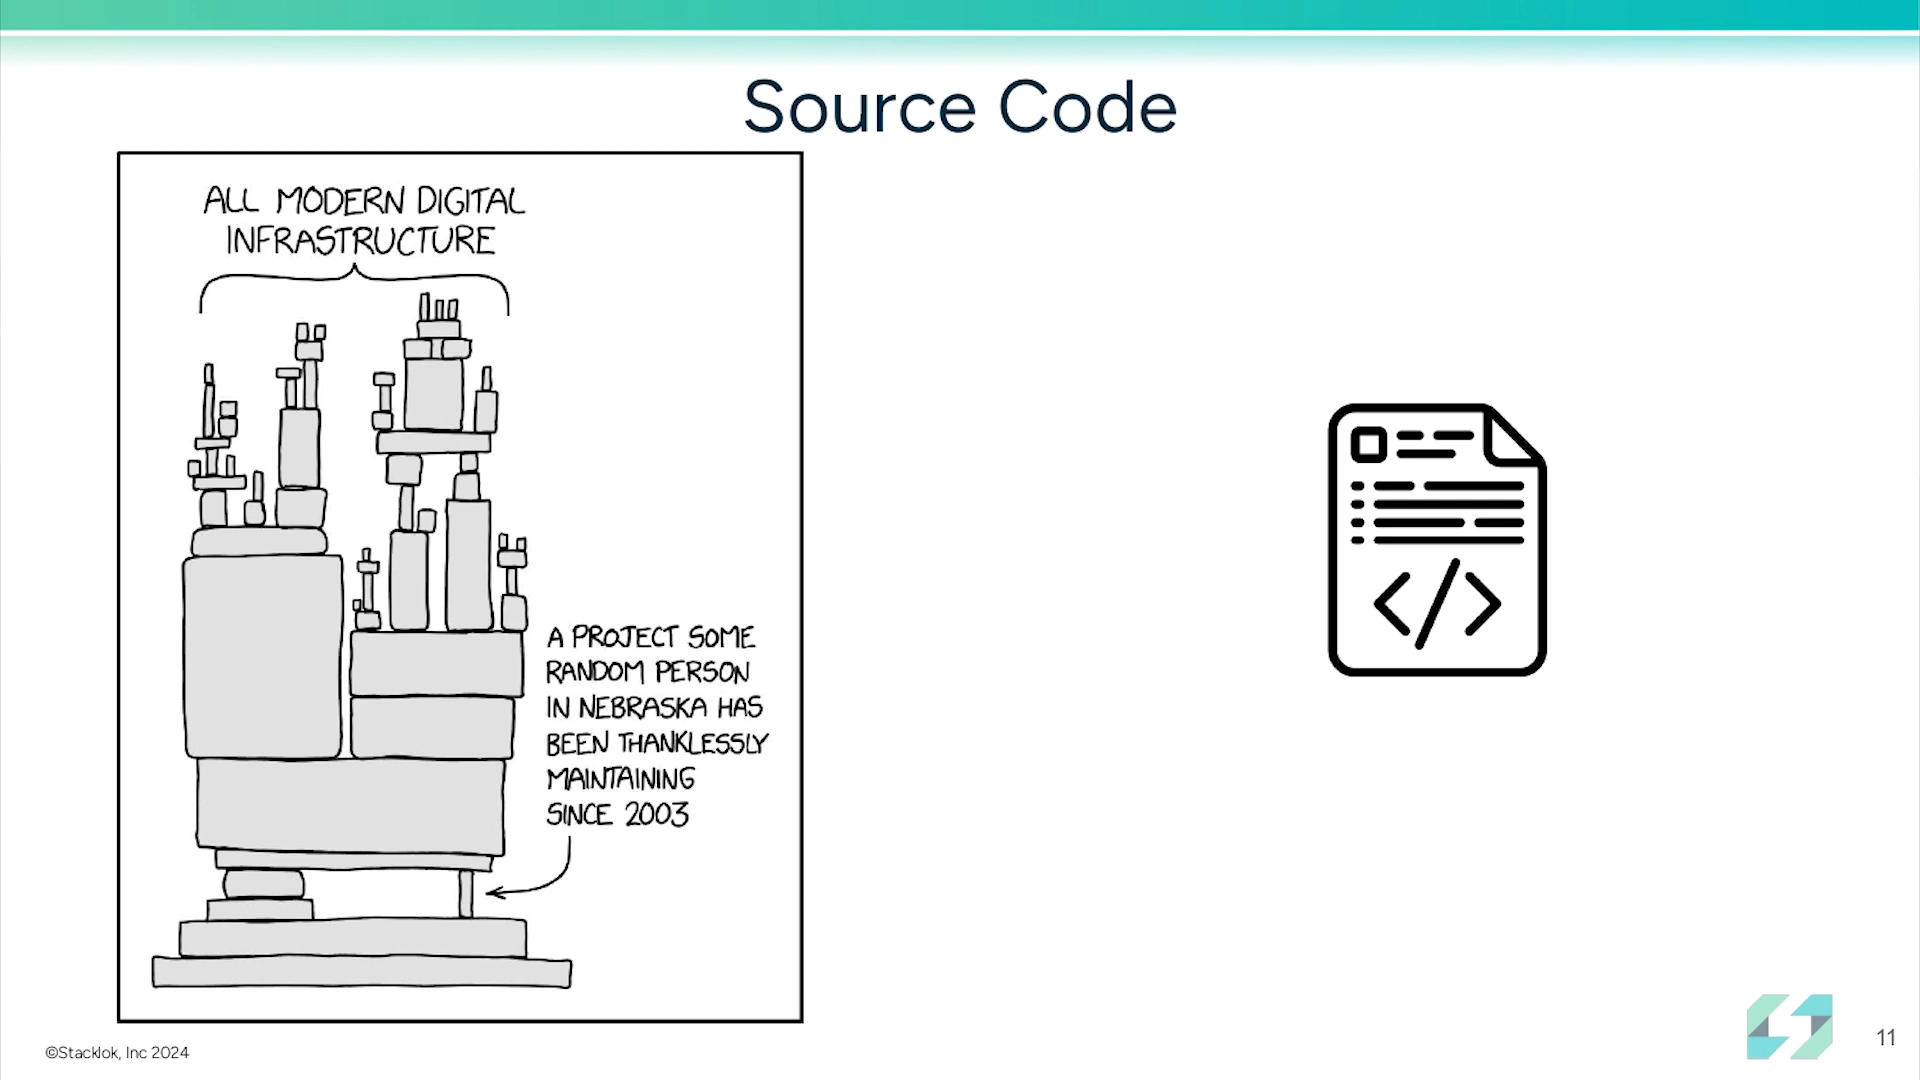 Source Code
ALL MODERN DIGITAL
INFRASTRUCTURE
A PROJECT SOME
RANDOM PERSON
IN NEBRASKA HAS
BEEN THANKLESSLY
MAINTAINING
SINCE 2003
</>
©Stacklok, Inc 2024
11